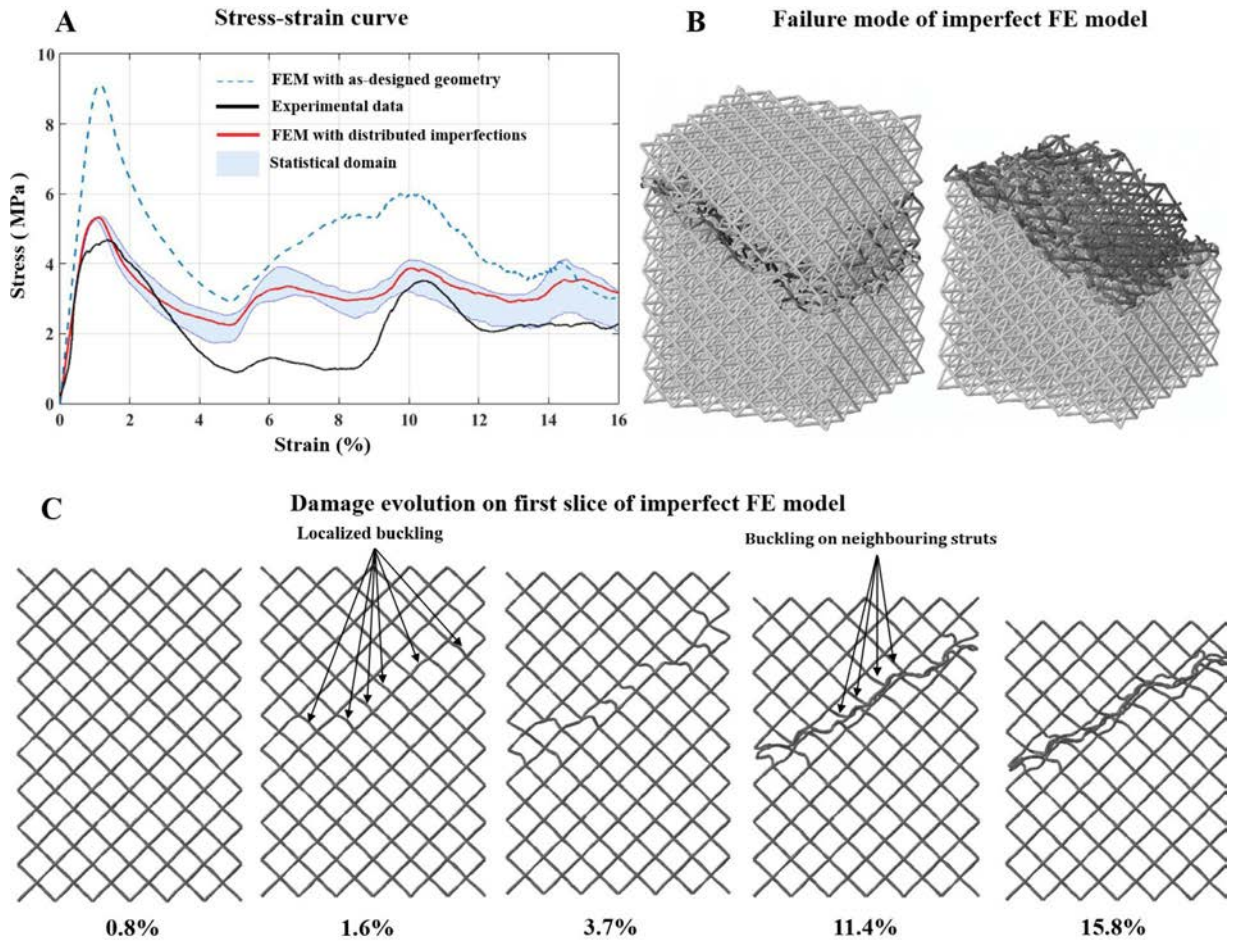 A
Stress-strain curve
B
Failure mode of imperfect FE model
10
8
6
4
2
0
Stress ( MPa)
FEM with as-designed geometry
Experimental data
FEM with distributed imperfections
Statistical domain
0 2 4 6 8 10 12 14 16
Strain (%)
C
Damage evolution on first slice of imperfect FE model
Localized buckling
Buckling on neighbouring struts
0.8% 1.6% 3.7% 11.4% 15.8%